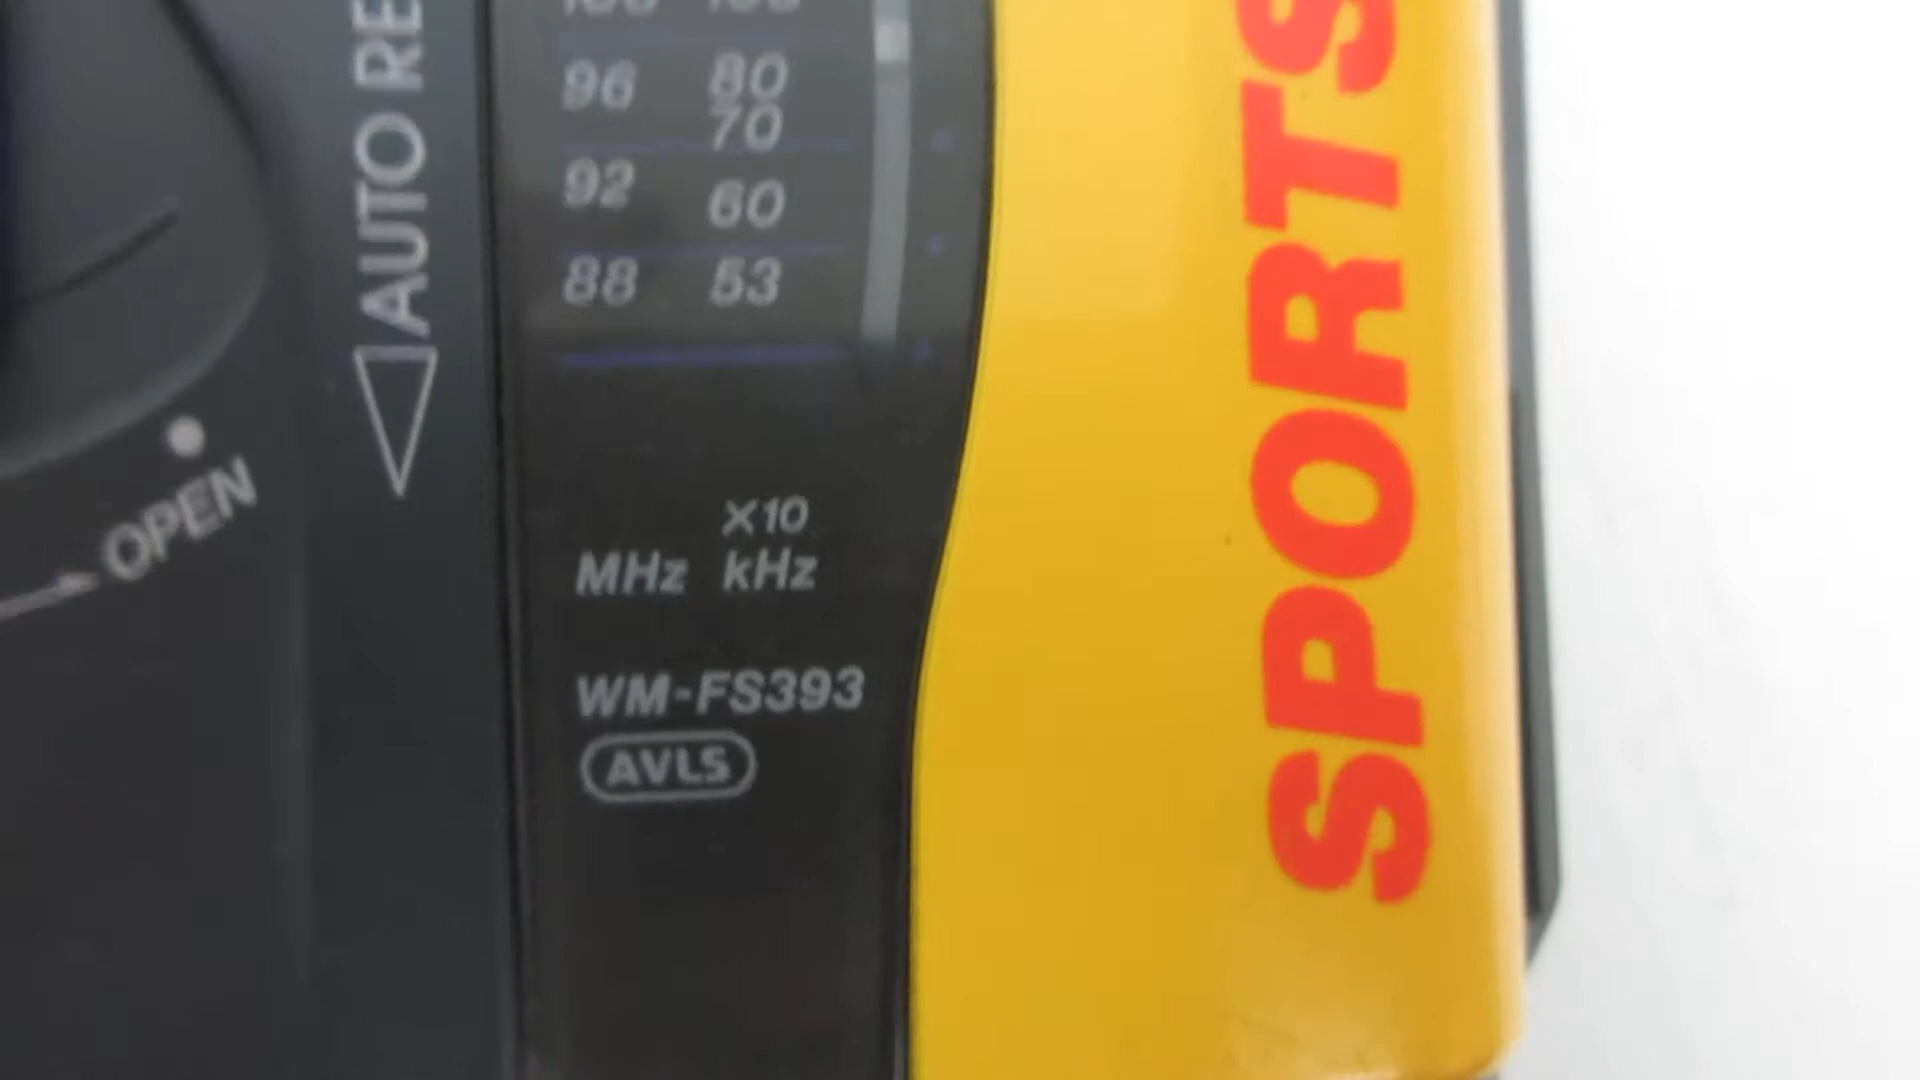 AUTO RE
OPEN
96 80
70
92 60
88 53
X10
MHz kHz
WM-FS393
AVLS
SPORTS